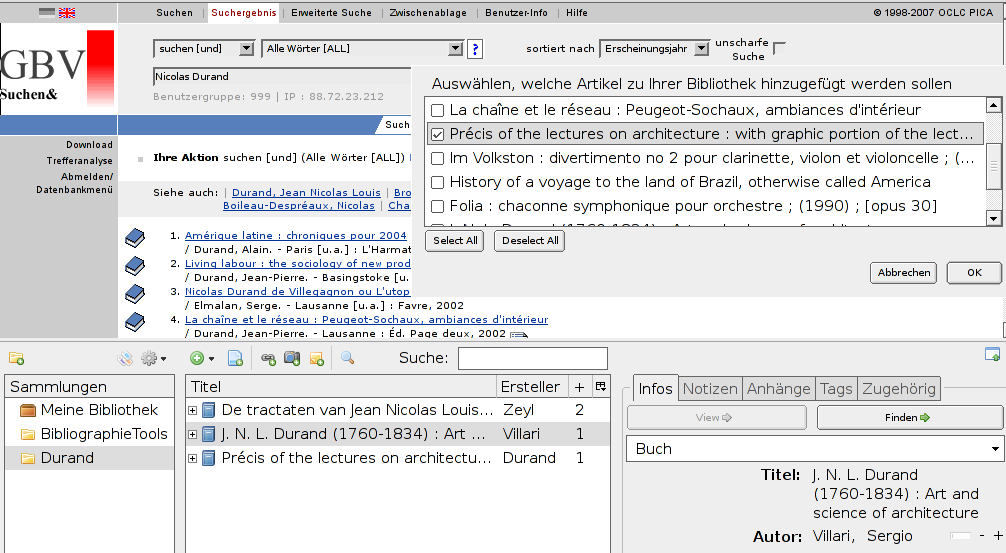 Suchen | Suchergebnis | Erweiterte Suche | Zwischenablage | Benutzer-Info | Hilfe
© 1998-2007 OCLC PICA
GBV
Suchen&
suchen [und] Alle Wörter [ALL] ? sortiert nach Erscheinungsjahr unscharfe Suche
Nicolas Durand
Benutzergruppe: 999 | IP : 88.72.23.212
Auswählen, welche Artikel zu Ihrer Bibliothek hinzugefügt werden sollen
La chaîne et le réseau : Peugeot-Sochaux, ambiances d'intérieur
Précis of the lectures on architecture : with graphic portion of the lect...
Im Volkston : divertimento no 2 pour clarinette, violon et violoncelle ; (...
History of a voyage to the land of Brazil, otherwise called America
Folia : chaconne symphonique pour orchestre ; (1990) ; [opus 30]
Select All Deselect All
Abbrechen OK
Such
Download
Trefferanalyse
Abmelden/
Datenbankmenü
Ihre Aktion suchen [und] (Alle Wörter [ALL])
Siehe auch: | Durand, Jean Nicolas Louis | Bro
Boileau-Despréaux, Nicolas | Cha
1. Amérique latine : chroniques pour 2004
/ Durand, Alain. - Paris [u.a.] : L'Harmat
2. Living labour : the sociology of new prod
/ Durand, Jean-Pierre. - Basingstoke [u.
3. Nicolas Durand de Villegagnon ou L'utop
/ Elmalan, Serge. - Lausanne [u.a.] : Favre, 2002
4. La chaîne et le réseau : Peugeot-Sochaux, ambiances d'intérieur
/ Durand, Jean-Pierre. - Lausanne : Éd. Page deux, 2002
Suche:
Sammlungen
Meine Bibliothek
BibliographieTools
Durand
Titel Ersteller +
De tractaten van Jean Nicolas Louis... Zeyl 2
J. N. L. Durand (1760-1834) : Art ... Villari 1
Précis of the lectures on architectu... Durand 1
Infos Notizen Anhänge Tags Zugehörig
View Finden
Buch
Titel: J. N. L. Durand
(1760-1834) : Art and
science of architecture
Autor: Villari, Sergio - +